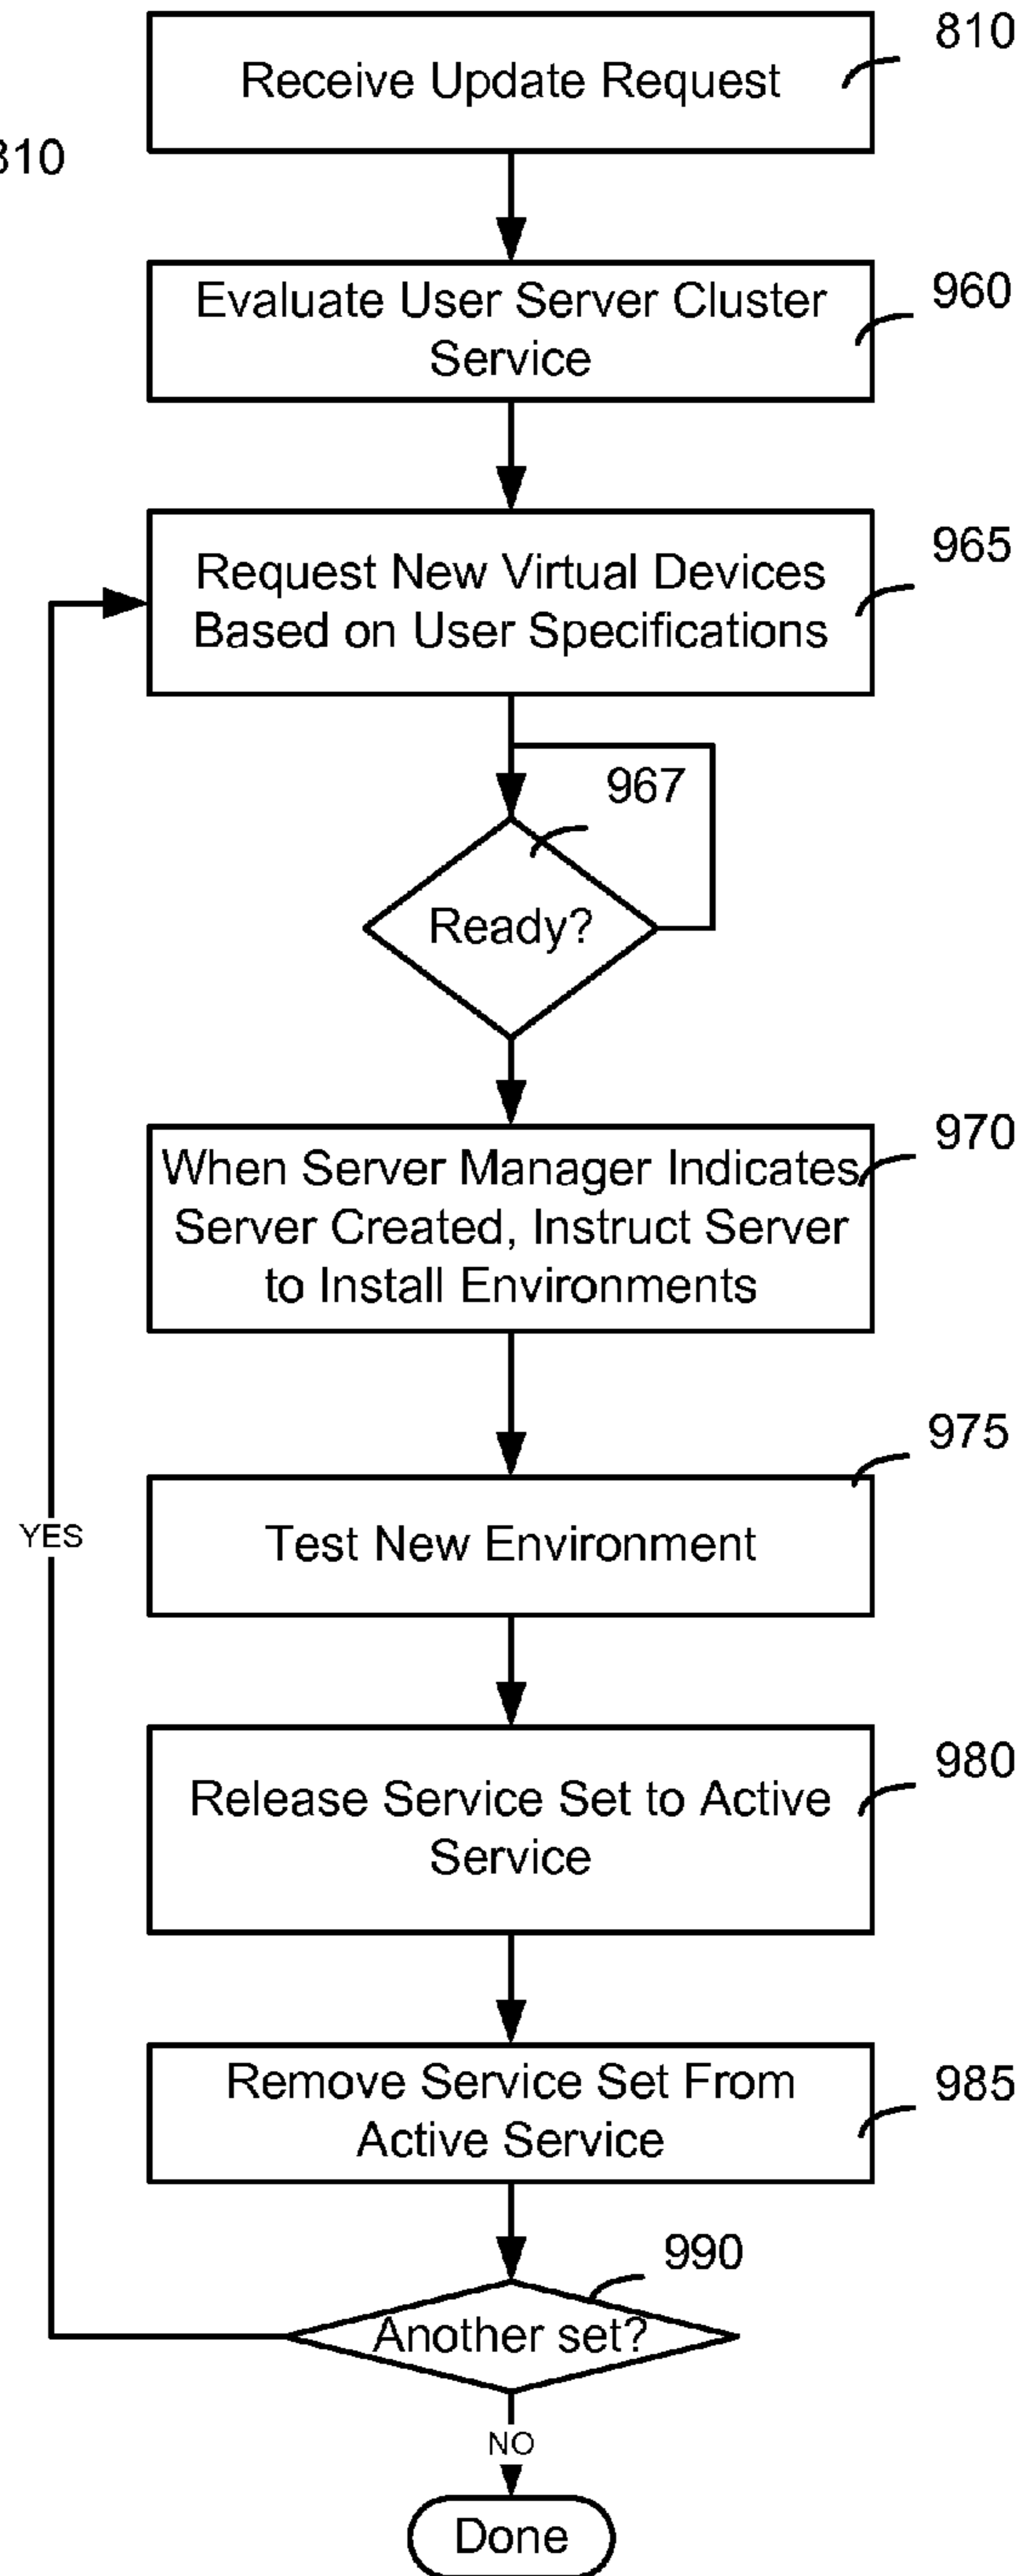 810
Receive Update Request
810
960
Evaluate User Server Cluster
Service
965
Request New Virtual Devices
Based on User Specifications
967
Ready?
970
When Server Manager Indicates
Server Created, Instruct Server
to Install Environments
975
Test New Environment
YES
980
Release Service Set to Active
Service
985
Remove Service Set From
Active Service
990
Another set?
NO
Done